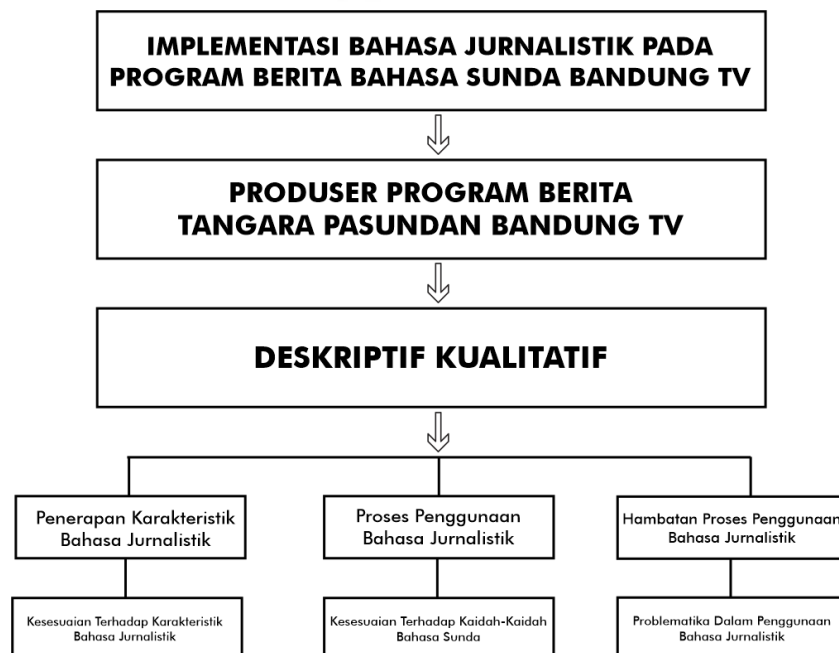 IMPLEMENTASI BAHASA JURNALISTIK PADA
PROGRAM BERITA BAHASA SUNDA BANDUNG TV
PRODUSER PROGRAM BERITA
TANGARA PASUNDAN BANDUNG TV
DESKRIPTIF KUALITATIF
Penerapan Karakteristik
Bahasa Jurnalistik
Proses Penggunaan
Bahasa Jurnalistik
Hambatan Proses Penggunaan
Bahasa Jurnalistik
Kesesuaian Terhadap Karakteristik
Bahasa Jurnalistik
Kesesuaian Terhadap Kaidah-Kaidah
Bahasa Sunda
Problematika Dalam Penggunaan
Bahasa Jurnalistik